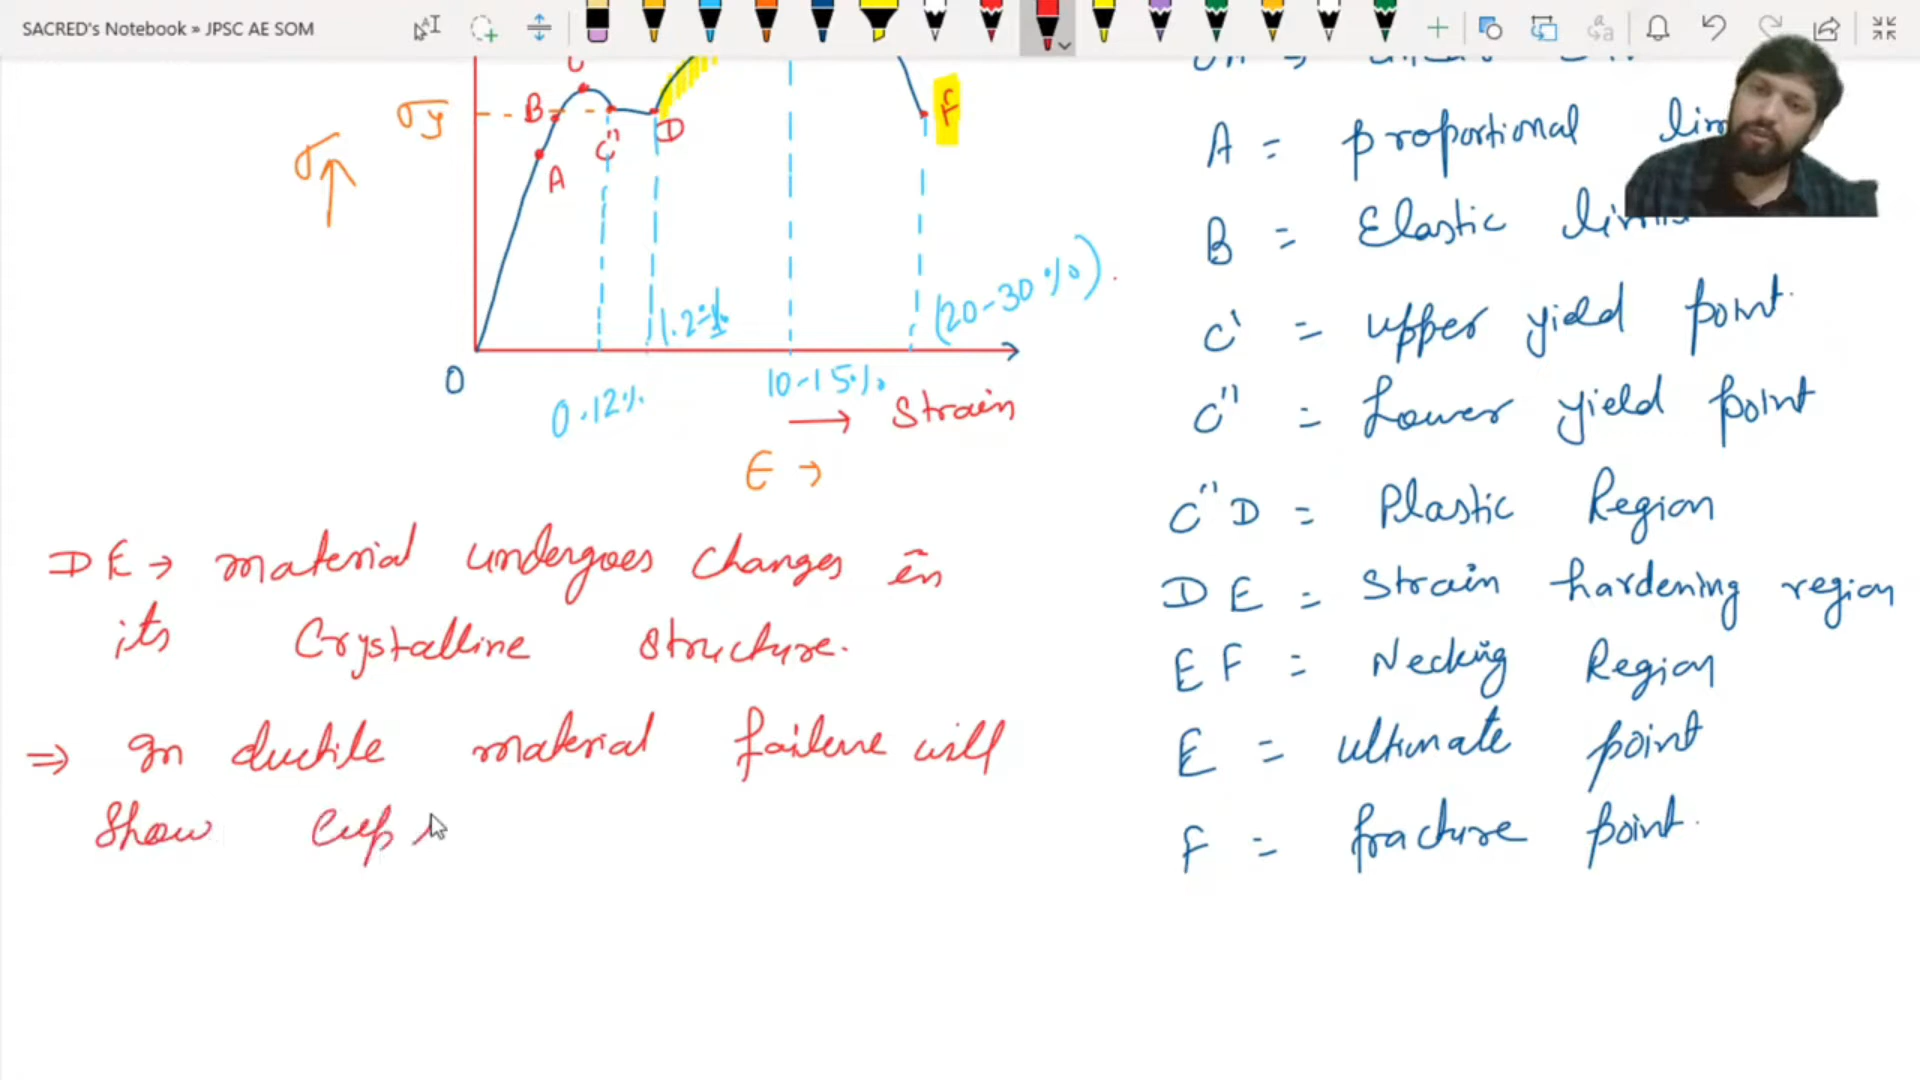 SACRED's Notebook » JPSC AE SOM
σy
B
A
C''
D
F
σ
O
0.12%
1.2%
10-15%
(20-30%).
Strain
ϵ →
A = proportional
B = Elastic
C' = upper yield point.
C'' = Lower yield point
C''D = Plastic Region
DE = Strain hardening region
EF = Necking Region
E = ultimate point
F = fracture point.
DE → material undergoes changes in
its Crystalline structure.
⇒ In ductile material failure will
Show Cup